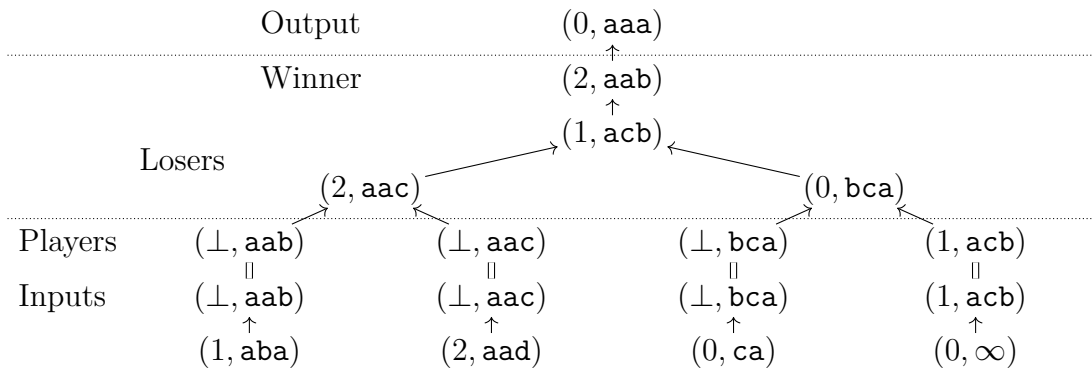 Output (0, aaa)
Winner (2, aab)
(1, acb)
Losers
(2, aac) (0, bca)
Players (⊥, aab) (⊥, aac) (⊥, bca) (1, acb)
Inputs (⊥, aab) (⊥, aac) (⊥, bca) (1, acb)
(1, aba) (2, aad) (0, ca) (0, ∞)